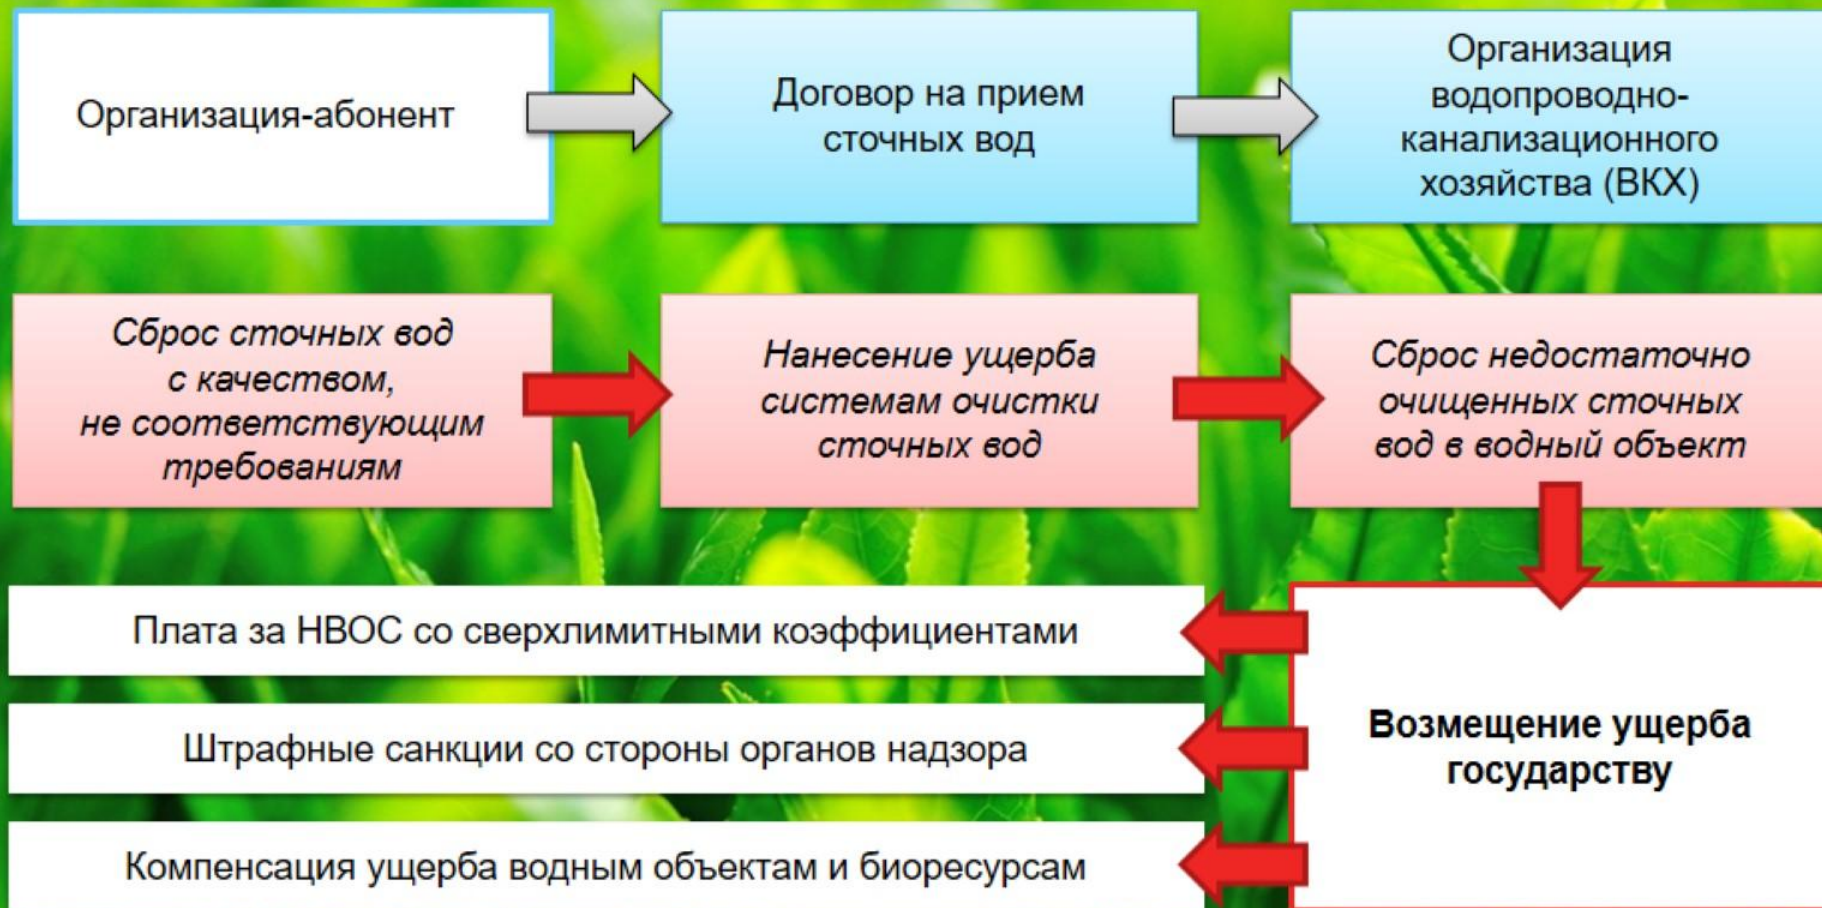 Организация-абонент
Договор на прием
сточных вод
Организация
водопроводно-
канализационного
хозяйства (ВКХ)
Сброс сточных вод
с качеством,
не соответствующим
требованиям
Нанесение ущерба
системам очистки
сточных вод
Сброс недостаточно
очищенных сточных
вод в водный объект
Плата за НВОС со сверхлимитными коэффициентами
Штрафные санкции со стороны органов надзора
Компенсация ущерба водным объектам и биоресурсам
Возмещение ущерба
государству